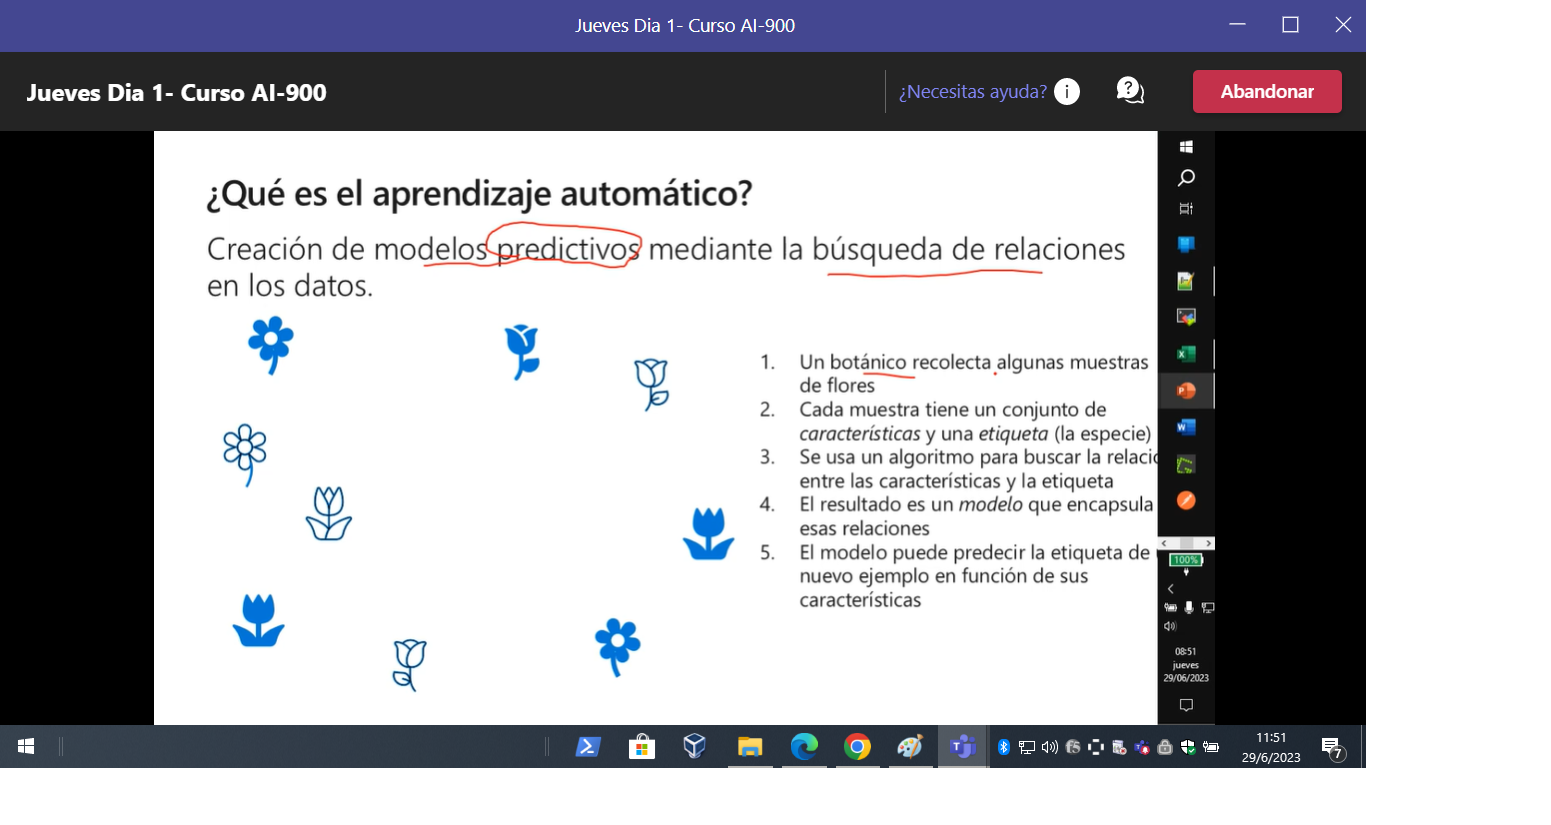 Jueves Dia 1- Curso AI-900
Jueves Dia 1- Curso AI-900
¿Necesitas ayuda?
Abandonar
¿Qué es el aprendizaje automático?
Creación de modelos predictivos mediante la búsqueda de relaciones
en los datos.
1. Un botánico recolecta algunas muestras
de flores
2. Cada muestra tiene un conjunto de
características y una etiqueta (la especie)
3. Se usa un algoritmo para buscar la relació
entre las características y la etiqueta
4. El resultado es un modelo que encapsula
esas relaciones
5. El modelo puede predecir la etiqueta de
nuevo ejemplo en función de sus
características
100%
08:51
jueves
29/06/2023
11:51
29/6/2023
7